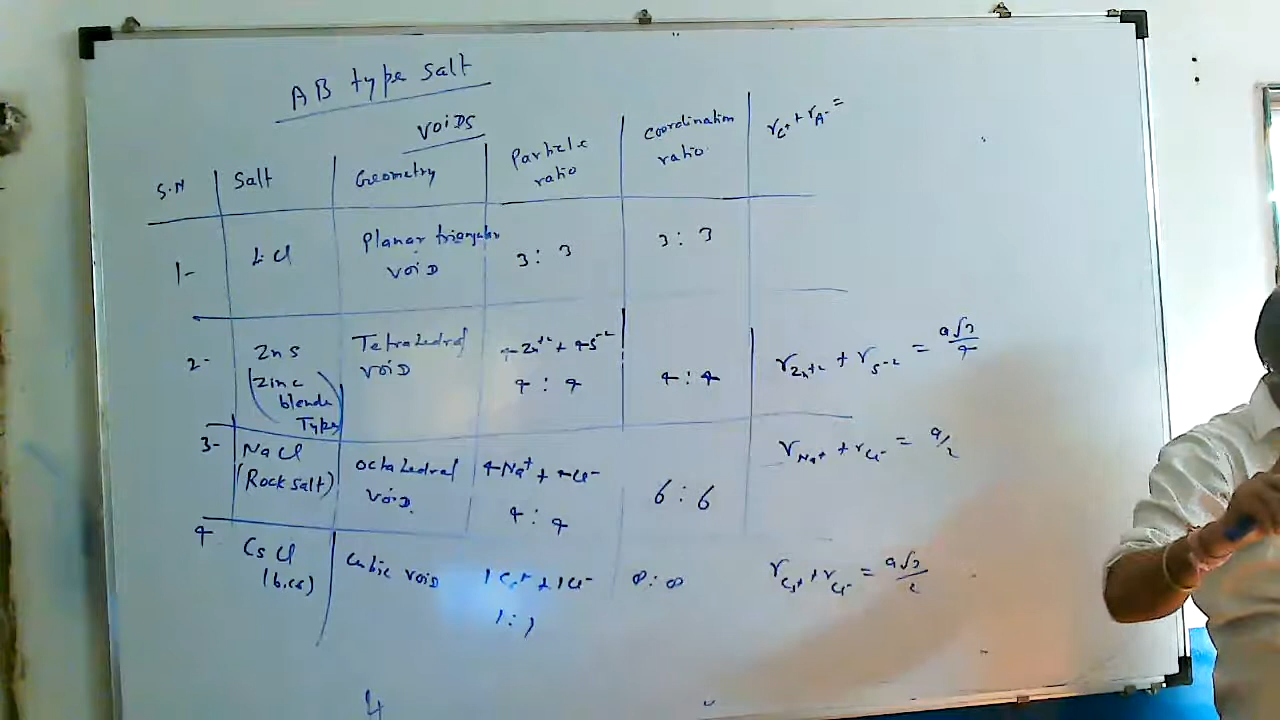 AB type salt
VOIDS
S.N Salt Geometry Particle ratio Coordination ratio r_C+ + r_A- =
1- LiCl Planar triangular VOID 3 : 3 3 : 3
2- ZnS (Zinc blende Type) Tetrahedral VOID 4Zn+2 + 4S-2 4 : 4 4 : 4 r_Zn+2 + r_S-2 = a√3/4
3- NaCl (Rock salt) Octahedral VOID. 4Na+ + 4Cl- 4 : 4 6 : 6 r_Na+ + r_Cl- = a/2
4 CsCl (b.cs) Cubic VOID 1Cs+ + 1Cl- 1 : 1 8 : 8 r_Cs+ + r_Cl- = a√3/2
4